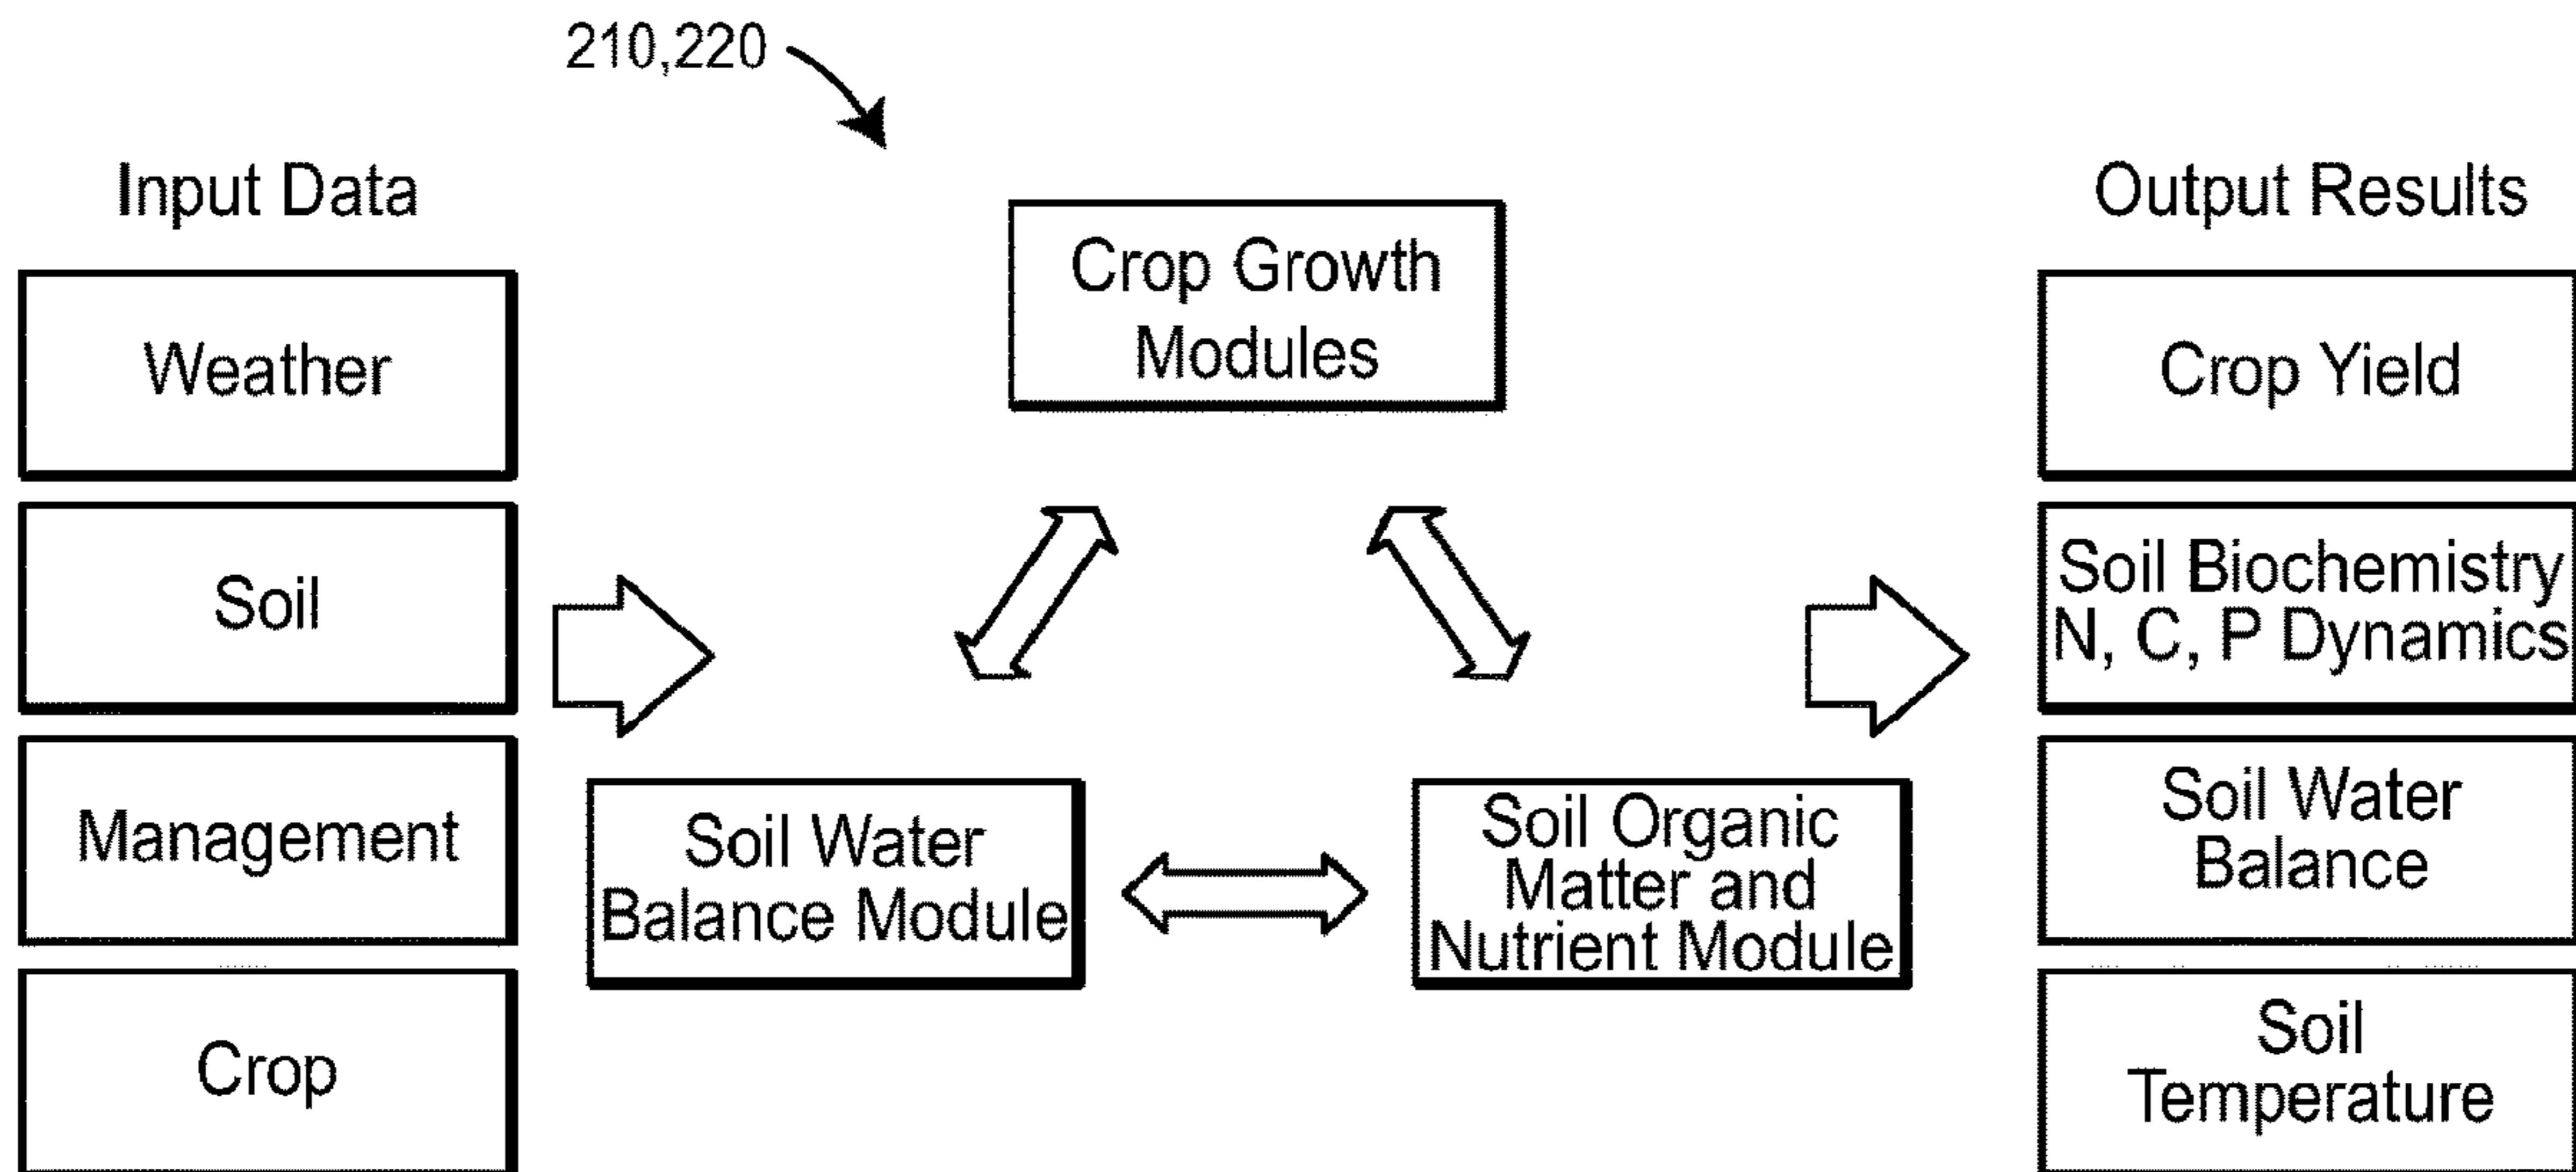 210,220
Input Data
Weather
Soil
Management
Crop
Crop Growth
Modules
Soil Water
Balance Module
Soil Organic
Matter and
Nutrient Module
Output Results
Crop Yield
Soil Biochemistry
N, C, P Dynamics
Soil Water
Balance
Soil
Temperature